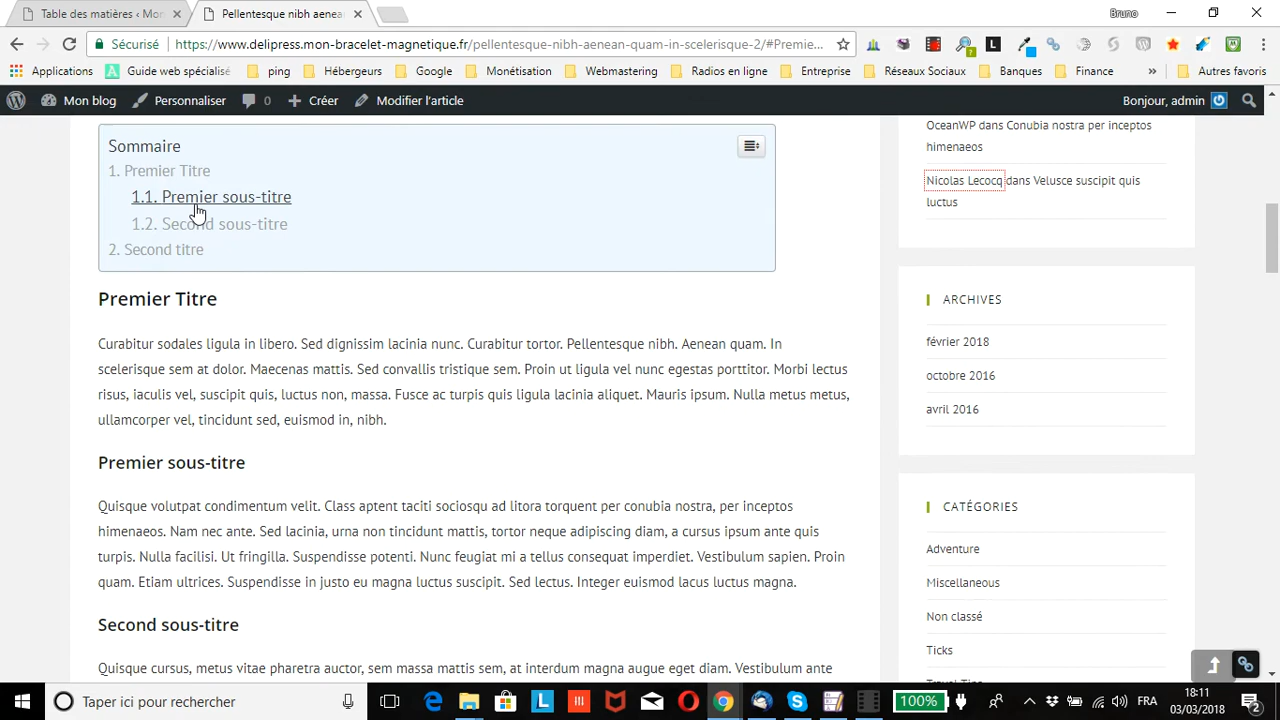 Table des matières ‹ Mon
Pellentesque nibh aenean
Bruno
Sécurisé
https://www.delipress.mon-bracelet-magnetique.fr/pellentesque-nibh-aenean-quam-in-scelerisque-2/#Premie...
Applications
Guide web spécialisé
ping
Hébergeurs
Google
Monétisation
Webmastering
Radios en ligne
Entreprise
Réseaux Sociaux
Banques
Finance
»
Autres favoris
Mon blog
Personnaliser
0
Créer
Modifier l'article
Bonjour, admin
Sommaire
1. Premier Titre
1.1. Premier sous-titre
1.2. Second sous-titre
2. Second titre
Premier Titre
Curabitur sodales ligula in libero. Sed dignissim lacinia nunc. Curabitur tortor. Pellentesque nibh. Aenean quam. In
scelerisque sem at dolor. Maecenas mattis. Sed convallis tristique sem. Proin ut ligula vel nunc egestas porttitor. Morbi lectus
risus, iaculis vel, suscipit quis, luctus non, massa. Fusce ac turpis quis ligula lacinia aliquet. Mauris ipsum. Nulla metus metus,
ullamcorper vel, tincidunt sed, euismod in, nibh.
Premier sous-titre
Quisque volutpat condimentum velit. Class aptent taciti sociosqu ad litora torquent per conubia nostra, per inceptos
himenaeos. Nam nec ante. Sed lacinia, urna non tincidunt mattis, tortor neque adipiscing diam, a cursus ipsum ante quis
turpis. Nulla facilisi. Ut fringilla. Suspendisse potenti. Nunc feugiat mi a tellus consequat imperdiet. Vestibulum sapien. Proin
quam. Etiam ultrices. Suspendisse in justo eu magna luctus suscipit. Sed lectus. Integer euismod lacus luctus magna.
Second sous-titre
Quisque cursus, metus vitae pharetra auctor, sem massa mattis sem, at interdum magna augue eget diam. Vestibulum ante
OceanWP dans Conubia nostra per inceptos
himenaeos
Nicolas Lecocq dans Velusce suscipit quis
luctus
ARCHIVES
février 2018
octobre 2016
avril 2016
CATÉGORIES
Adventure
Miscellaneous
Non classé
Ticks
Taper ici pour rechercher
100%
FRA
18:11
03/03/2018
2